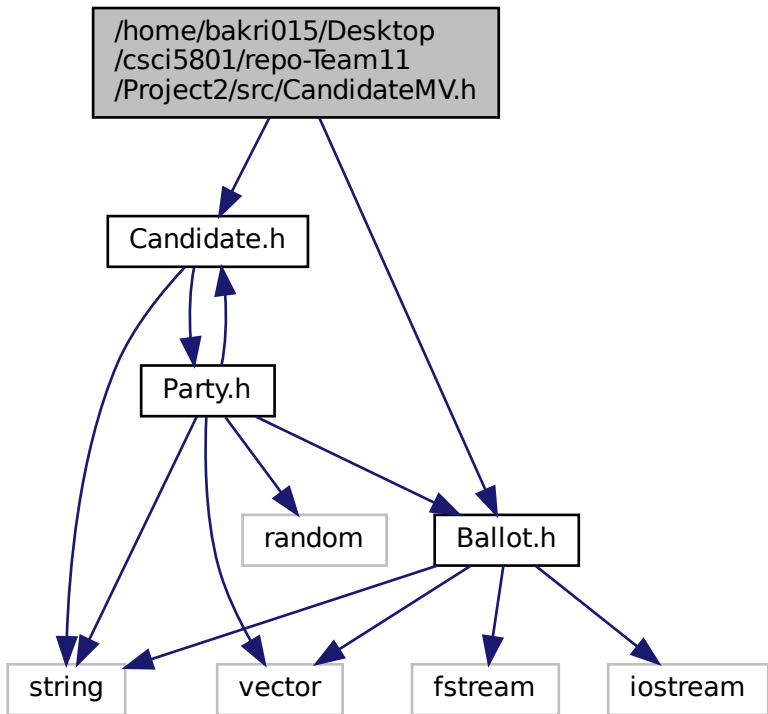 /home/bakri015/Desktop
/csci5801/repo-Team11
/Project2/src/CandidateMV.h
Candidate.h
Party.h
random
Ballot.h
string
vector
fstream
iostream